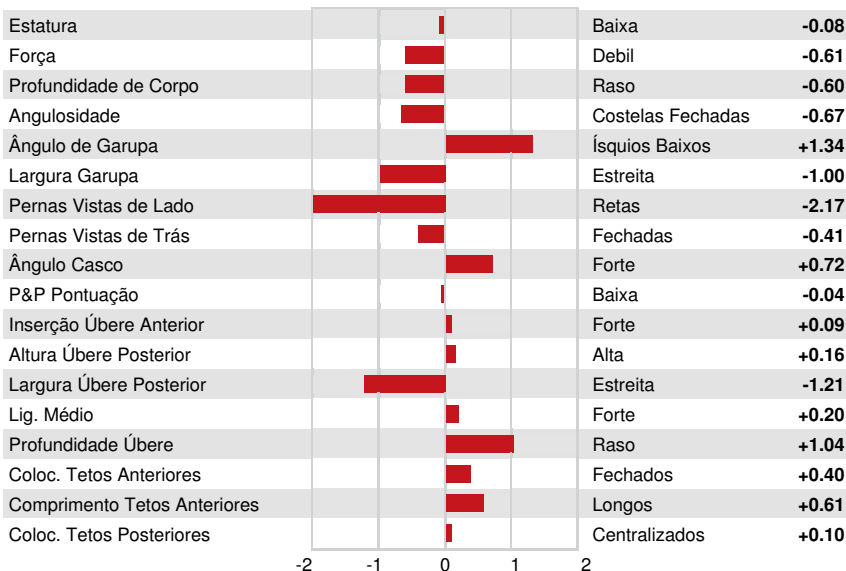 Estatura Baixa -0.08
Força Debil -0.61
Profundidade de Corpo Raso -0.60
Angulosidade Costelas Fechadas -0.67
Ângulo de Garupa Ísquios Baixos +1.34
Largura Garupa Estreita -1.00
Pernas Vistas de Lado Retas -2.17
Pernas Vistas de Trás Fechadas -0.41
Ângulo Casco Forte +0.72
P&P Pontuação Baixa -0.04
Inserção Úbere Anterior Forte +0.09
Altura Úbere Posterior Alta +0.16
Largura Úbere Posterior Estreita -1.21
Lig. Médio Forte +0.20
Profundidade Úbere Raso +1.04
Coloc. Tetos Anteriores Fechados +0.40
Comprimento Tetos Anteriores Longos +0.61
Coloc. Tetos Posteriores Centralizados +0.10
-2 -1 0 1 2